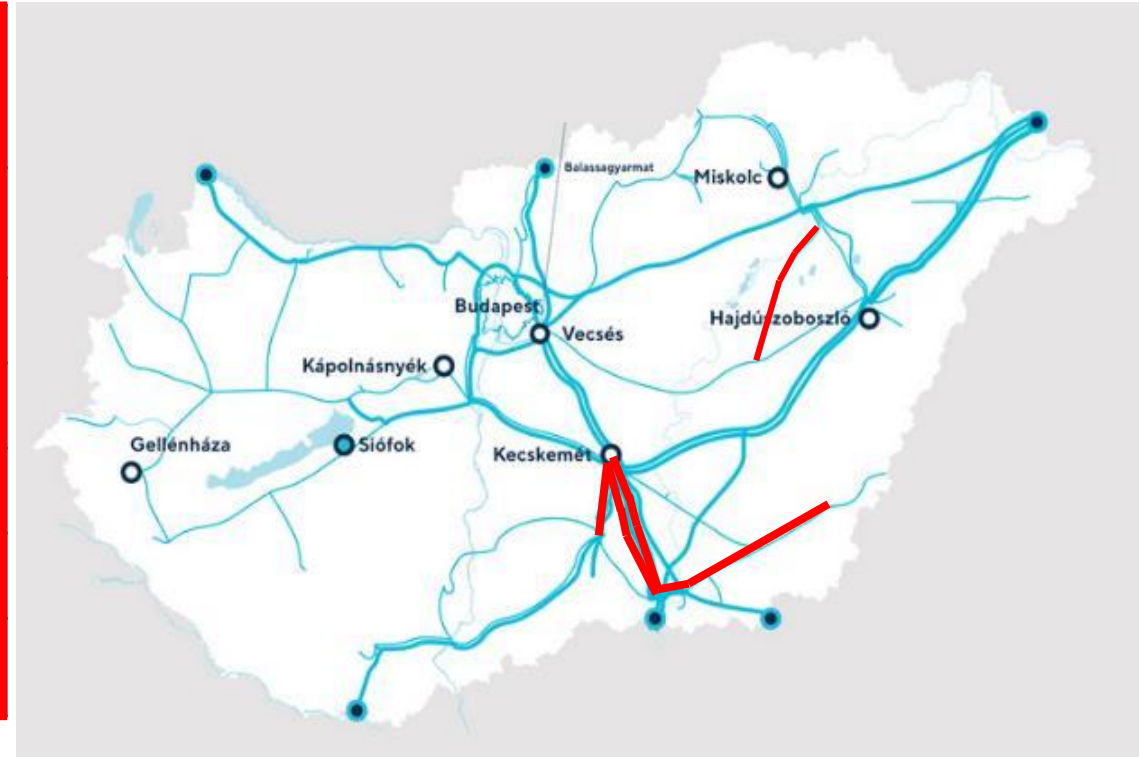 Balassagyarmat
Miskolc
Budapest
Hajdúszoboszló
Vecsés
Kápolnásnyék
Gellénháza
Siófok
Kecskemét